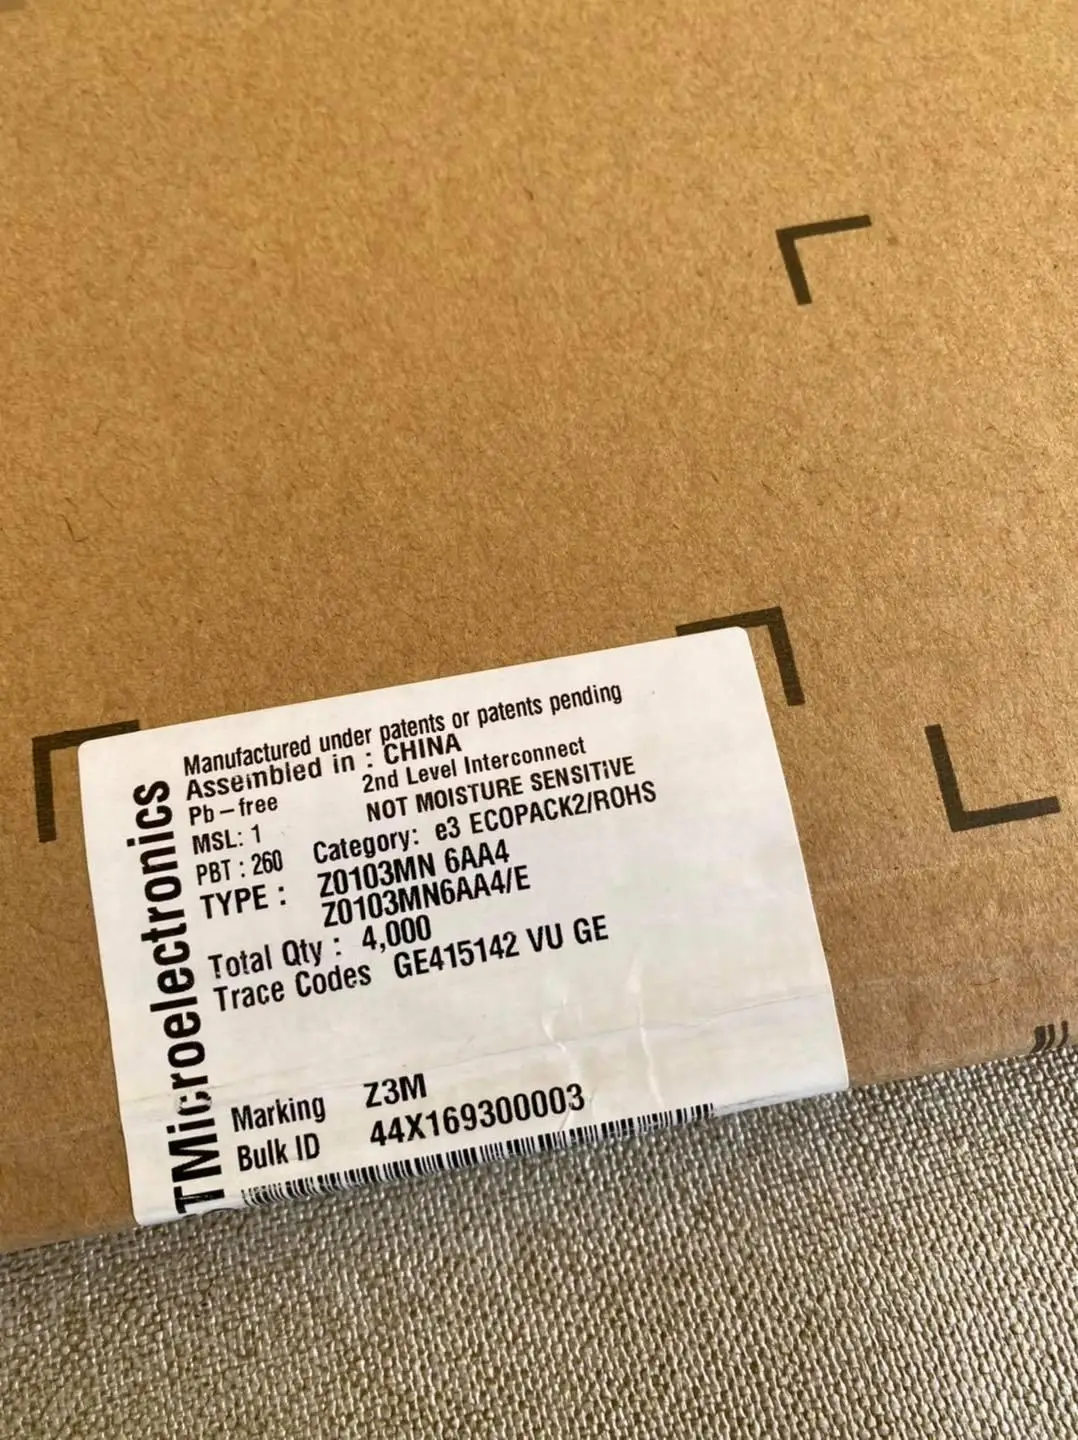 STMicroelectronics
Manufactured under patents or patents pending
Assembled in : CHINA
Pb-free 2nd Level Interconnect
MSL: 1 NOT MOISTURE SENSITIVE
PBT : 260 Category: e3 ECOPACK2/ROHS
TYPE : Z0103MN 6AA4
Z0103MN6AA4/E
Total Qty : 4,000
Trace Codes GE415142 VU GE
Marking Z3M
Bulk ID 44X169300003